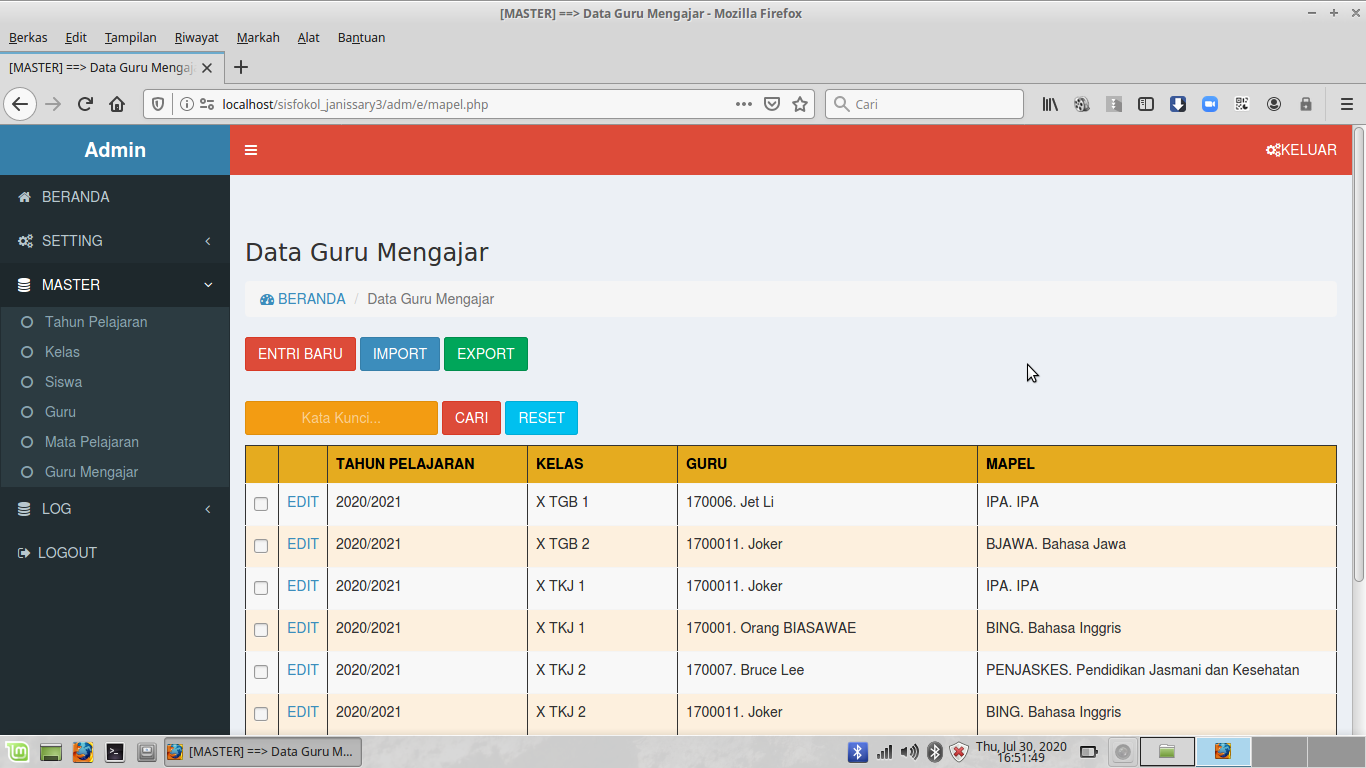 [MASTER] ==> Data Guru Mengajar - Mozilla Firefox
Berkas Edit Tampilan Riwayat Markah Alat Bantuan
[MASTER] ==> Data Guru Mengaj
localhost/sisfokol_janissary3/adm/e/mapel.php
Cari
Admin
KELUAR
BERANDA
SETTING
MASTER
Tahun Pelajaran
Kelas
Siswa
Guru
Mata Pelajaran
Guru Mengajar
LOG
LOGOUT
Data Guru Mengajar
BERANDA / Data Guru Mengajar
ENTRI BARU IMPORT EXPORT
Kata Kunci... CARI RESET
TAHUN PELAJARAN KELAS GURU MAPEL
EDIT 2020/2021 X TGB 1 170006. Jet Li IPA. IPA
EDIT 2020/2021 X TGB 2 1700011. Joker BJAWA. Bahasa Jawa
EDIT 2020/2021 X TKJ 1 1700011. Joker IPA. IPA
EDIT 2020/2021 X TKJ 1 170001. Orang BIASAWAE BING. Bahasa Inggris
EDIT 2020/2021 X TKJ 2 170007. Bruce Lee PENJASKES. Pendidikan Jasmani dan Kesehatan
EDIT 2020/2021 X TKJ 2 1700011. Joker BING. Bahasa Inggris
[MASTER] ==> Data Guru M...
Thu, Jul 30, 2020
16:51:49